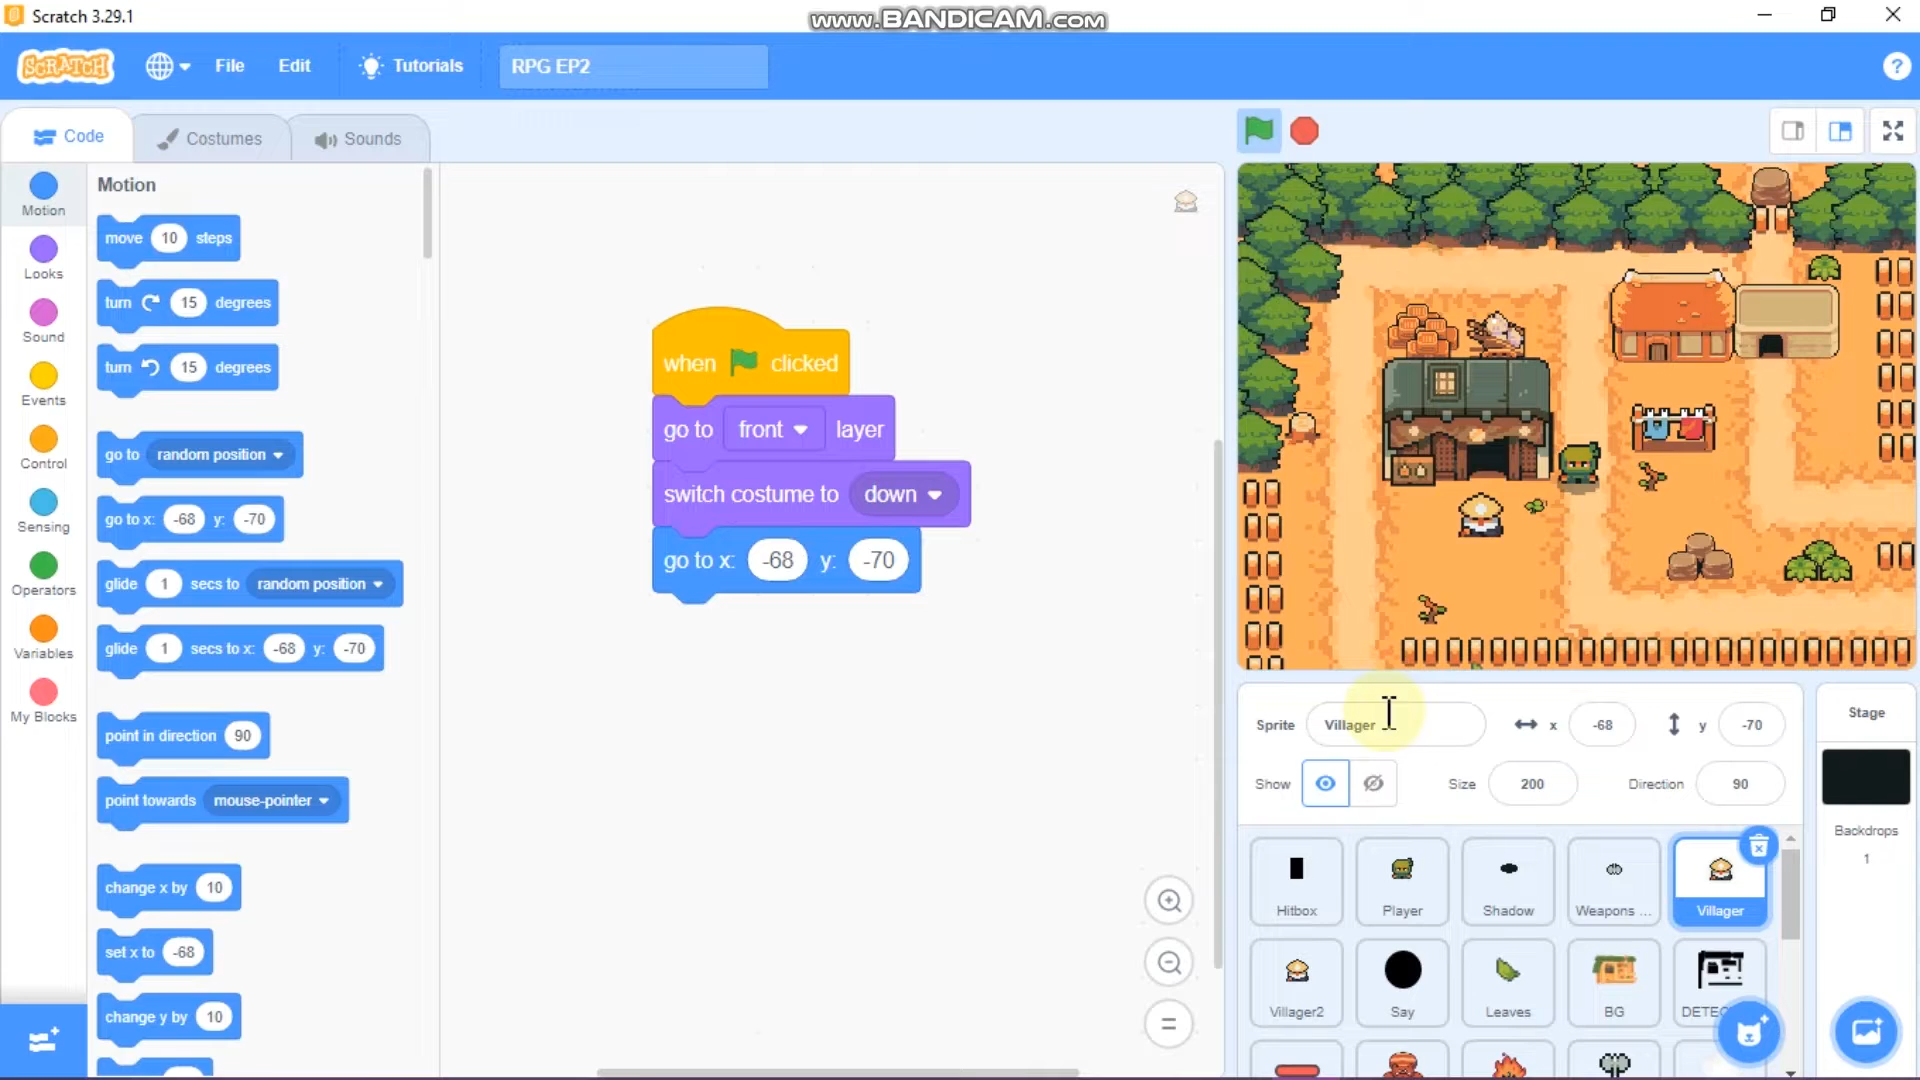 Scratch 3.29.1
www.BANDICAM.com
SCRATCH
File
Edit
Tutorials
RPG EP2
Code
Costumes
Sounds
Motion
Looks
Sound
Events
Control
Sensing
Operators
Variables
My Blocks
Motion
move 10 steps
turn 15 degrees
turn 15 degrees
go to random position
go to x: -68 y: -70
glide 1 secs to random position
glide 1 secs to x: -68 y: -70
point in direction 90
point towards mouse-pointer
change x by 10
set x to -68
change y by 10
when clicked
go to front layer
switch costume to down
go to x: -68 y: -70
Sprite Villager x -68 y -70
Show Size 200 Direction 90
Hitbox
Player
Shadow
Weapons ...
Villager
Villager2
Say
Leaves
BG
DETEC
Stage
Backdrops
1